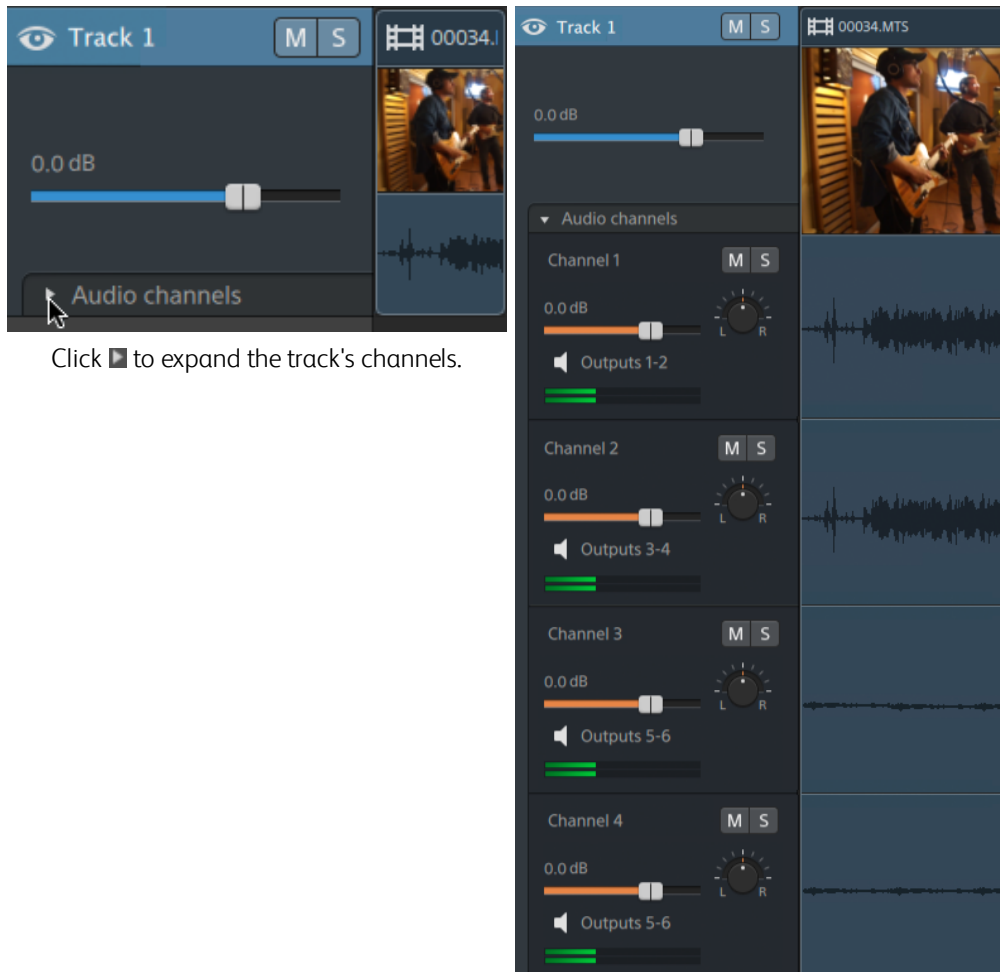 Track 1
M S
00034.
0.0 dB
Audio channels
Click to expand the track's channels.
Track 1
M S
00034.MTS
0.0 dB
Audio channels
Channel 1
M S
0.0 dB
L R
Outputs 1-2
Channel 2
M S
0.0 dB
L R
Outputs 3-4
Channel 3
M S
0.0 dB
L R
Outputs 5-6
Channel 4
M S
0.0 dB
L R
Outputs 5-6